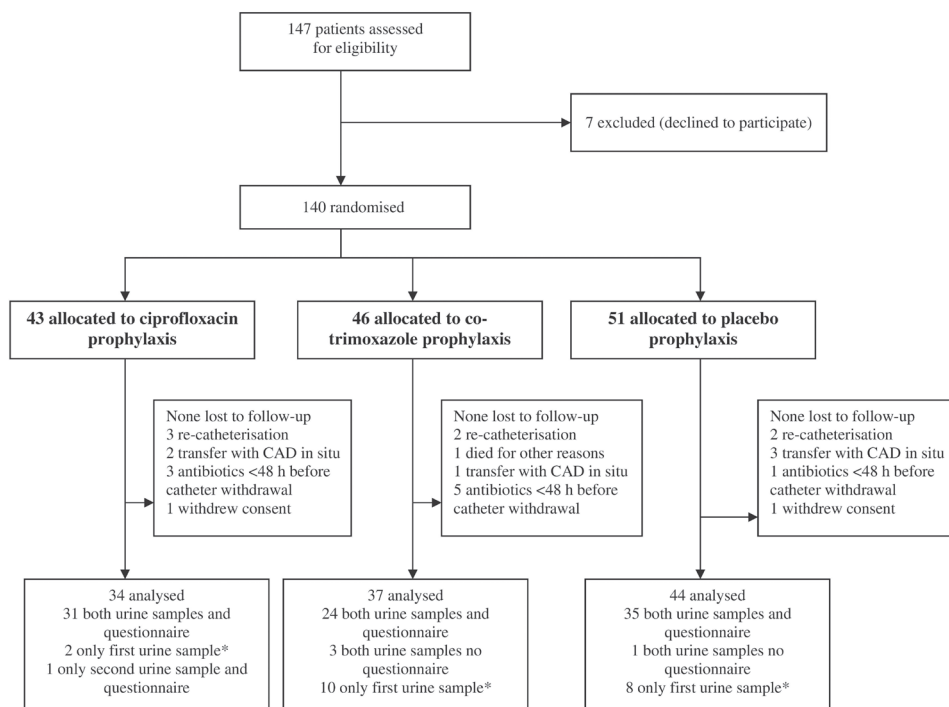 147 patients assessed
for eligibility
7 excluded (declined to participate)
140 randomised
43 allocated to ciprofloxacin
prophylaxis
46 allocated to co-
trimoxazole prophylaxis
51 allocated to placebo
prophylaxis
None lost to follow-up
3 re-catheterisation
2 transfer with CAD in situ
3 antibiotics <48 h before
catheter withdrawal
1 withdrew consent
None lost to follow-up
2 re-catheterisation
1 died for other reasons
1 transfer with CAD in situ
5 antibiotics <48 h before
catheter withdrawal
None lost to follow-up
2 re-catheterisation
3 transfer with CAD in situ
1 antibiotics <48 h before
catheter withdrawal
1 withdrew consent
34 analysed
31 both urine samples and
questionnaire
2 only first urine sample*
1 only second urine sample and
questionnaire
37 analysed
24 both urine samples and
questionnaire
3 both urine samples no
questionnaire
10 only first urine sample*
44 analysed
35 both urine samples and
questionnaire
1 both urine samples no
questionnaire
8 only first urine sample*